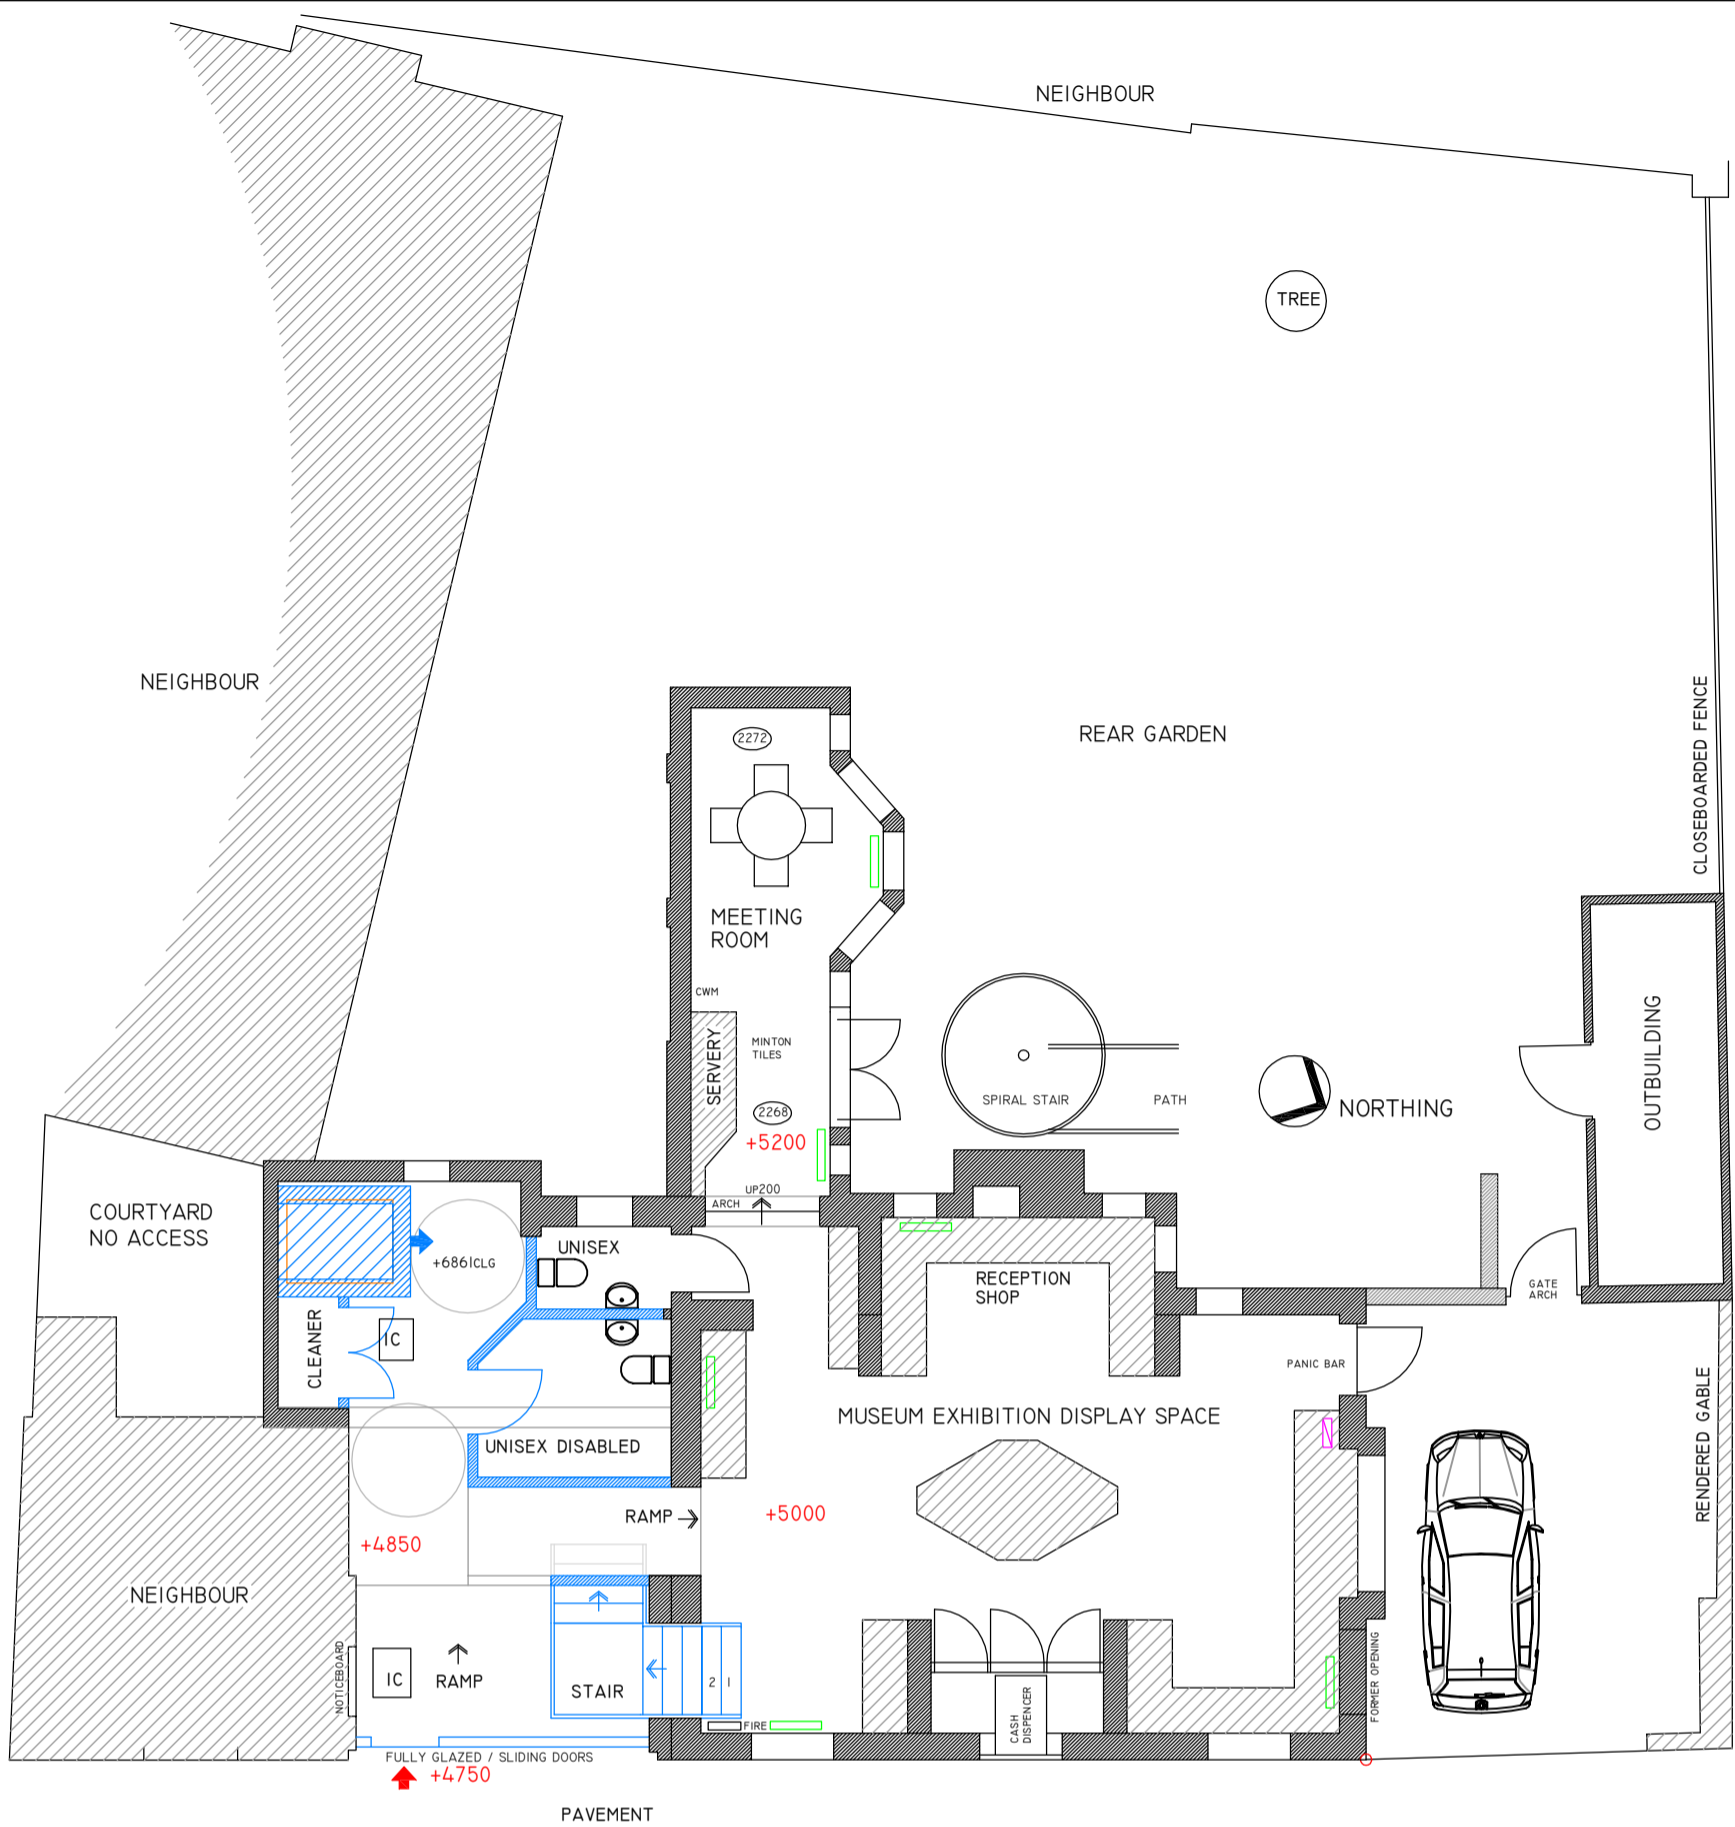 NEIGHBOUR
TREE
NEIGHBOUR
REAR GARDEN
CLOSEBOARDED FENCE
2272
MEETING
ROOM
CWM
SERVERY
MINTON
TILES
2268
+5200
SPIRAL STAIR
PATH
NORTHING
OUTBUILDING
UP200
ARCH
COURTYARD
NO ACCESS
+6861CLG
UNISEX
RECEPTION
SHOP
GATE
ARCH
CLEANER
IC
PANIC BAR
RENDERED GABLE
MUSEUM EXHIBITION DISPLAY SPACE
UNISEX DISABLED
RAMP
+5000
+4850
NEIGHBOUR
NOTICEBOARD
IC
RAMP
STAIR
2 1
FIRE
CASH
DISPENCER
FORMER OPENING
FULLY GLAZED / SLIDING DOORS
+4750
PAVEMENT